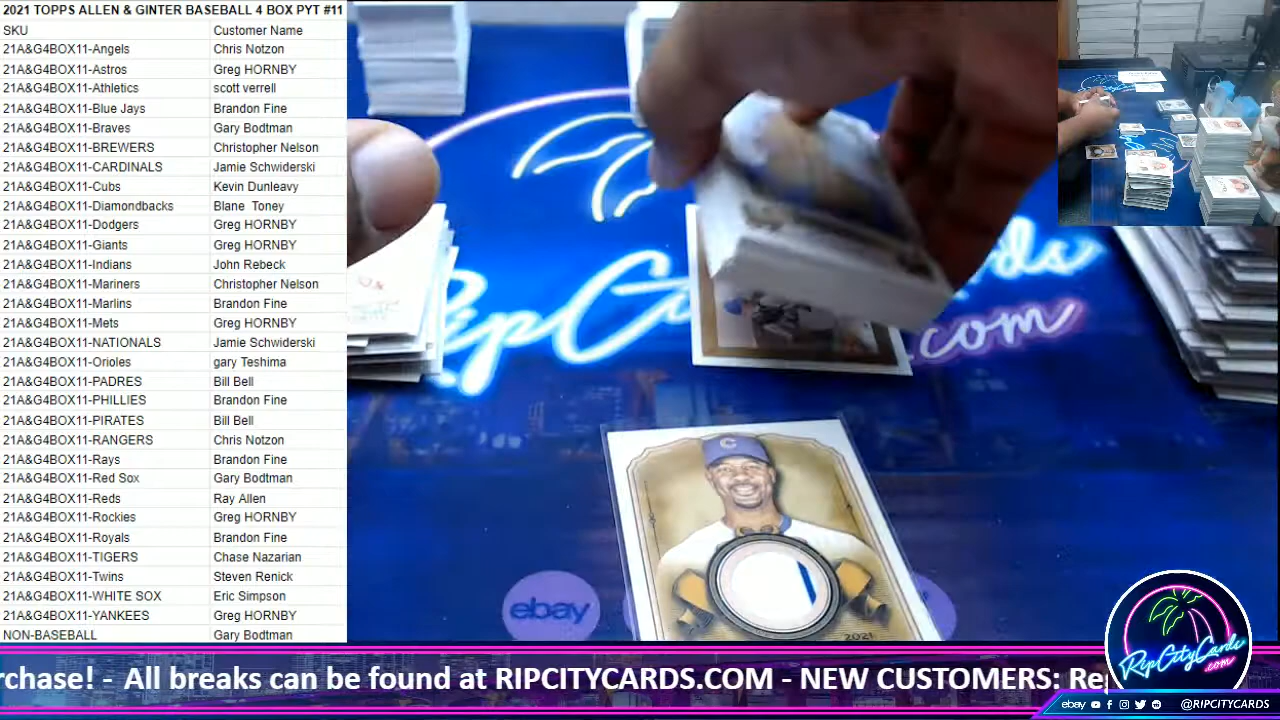 2021 TOPPS ALLEN & GINTER BASEBALL 4 BOX PYT #11
SKU Customer Name
21A&G4BOX11-Angels Chris Notzon
21A&G4BOX11-Astros Greg HORNBY
21A&G4BOX11-Athletics scott verrell
21A&G4BOX11-Blue Jays Brandon Fine
21A&G4BOX11-Braves Gary Bodtman
21A&G4BOX11-BREWERS Christopher Nelson
21A&G4BOX11-CARDINALS Jamie Schwiderski
21A&G4BOX11-Cubs Kevin Dunleavy
21A&G4BOX11-Diamondbacks Blane Toney
21A&G4BOX11-Dodgers Greg HORNBY
21A&G4BOX11-Giants Greg HORNBY
21A&G4BOX11-Indians John Rebeck
21A&G4BOX11-Mariners Christopher Nelson
21A&G4BOX11-Marlins Brandon Fine
21A&G4BOX11-Mets Greg HORNBY
21A&G4BOX11-NATIONALS Jamie Schwiderski
21A&G4BOX11-Orioles gary Teshima
21A&G4BOX11-PADRES Bill Bell
21A&G4BOX11-PHILLIES Brandon Fine
21A&G4BOX11-PIRATES Bill Bell
21A&G4BOX11-RANGERS Chris Notzon
21A&G4BOX11-Rays Brandon Fine
21A&G4BOX11-Red Sox Gary Bodtman
21A&G4BOX11-Reds Ray Allen
21A&G4BOX11-Rockies Greg HORNBY
21A&G4BOX11-Royals Brandon Fine
21A&G4BOX11-TIGERS Chase Nazarian
21A&G4BOX11-Twins Steven Renick
21A&G4BOX11-WHITE SOX Eric Simpson
21A&G4BOX11-YANKEES Greg HORNBY
NON-BASEBALL Gary Bodtman
.com
C
2021
ebay
rchase! - All breaks can be found at RIPCITYCARDS.COM - NEW CUSTOMERS: Re
RipCityCards
.com
ebay @RIPCITYCARDS